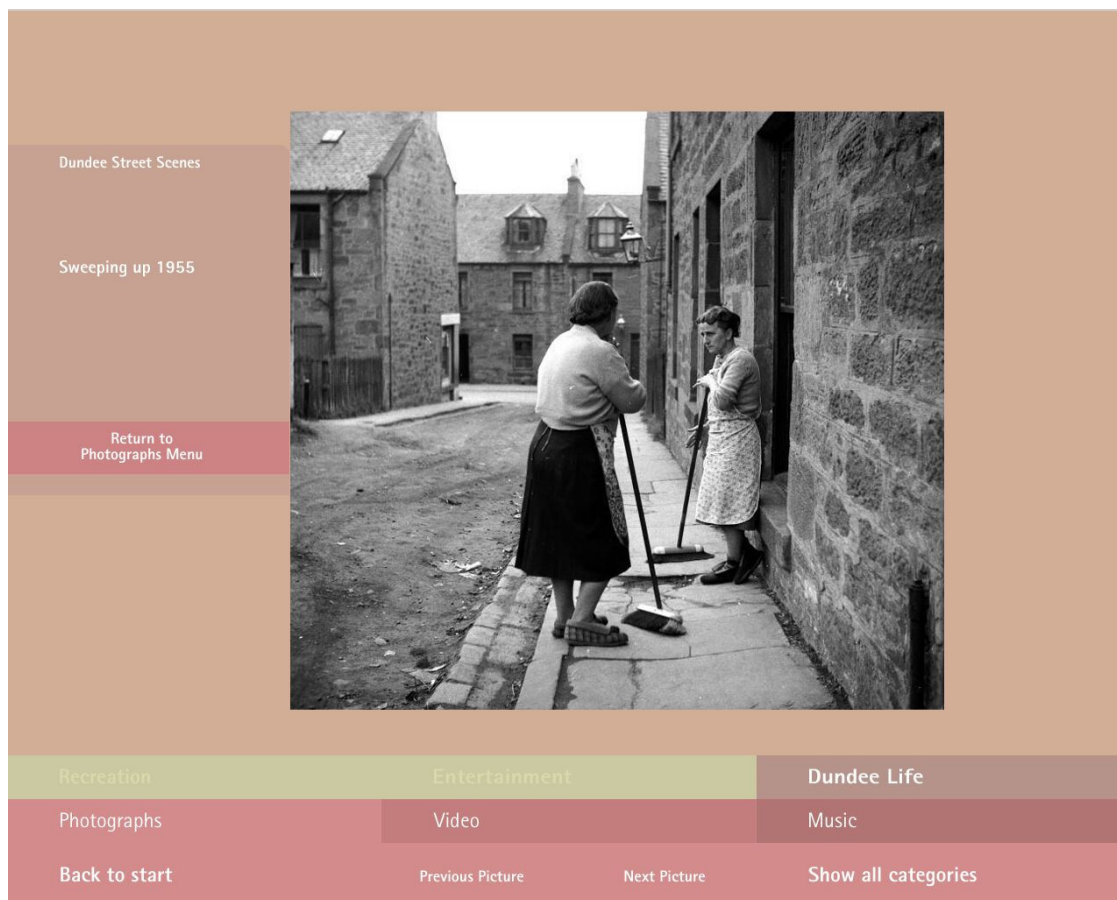 Dundee Street Scenes
Sweeping up 1955
Return to
Photographs Menu
Recreation
Entertainment
Dundee Life
Photographs
Video
Music
Back to start
Previous Picture
Next Picture
Show all categories